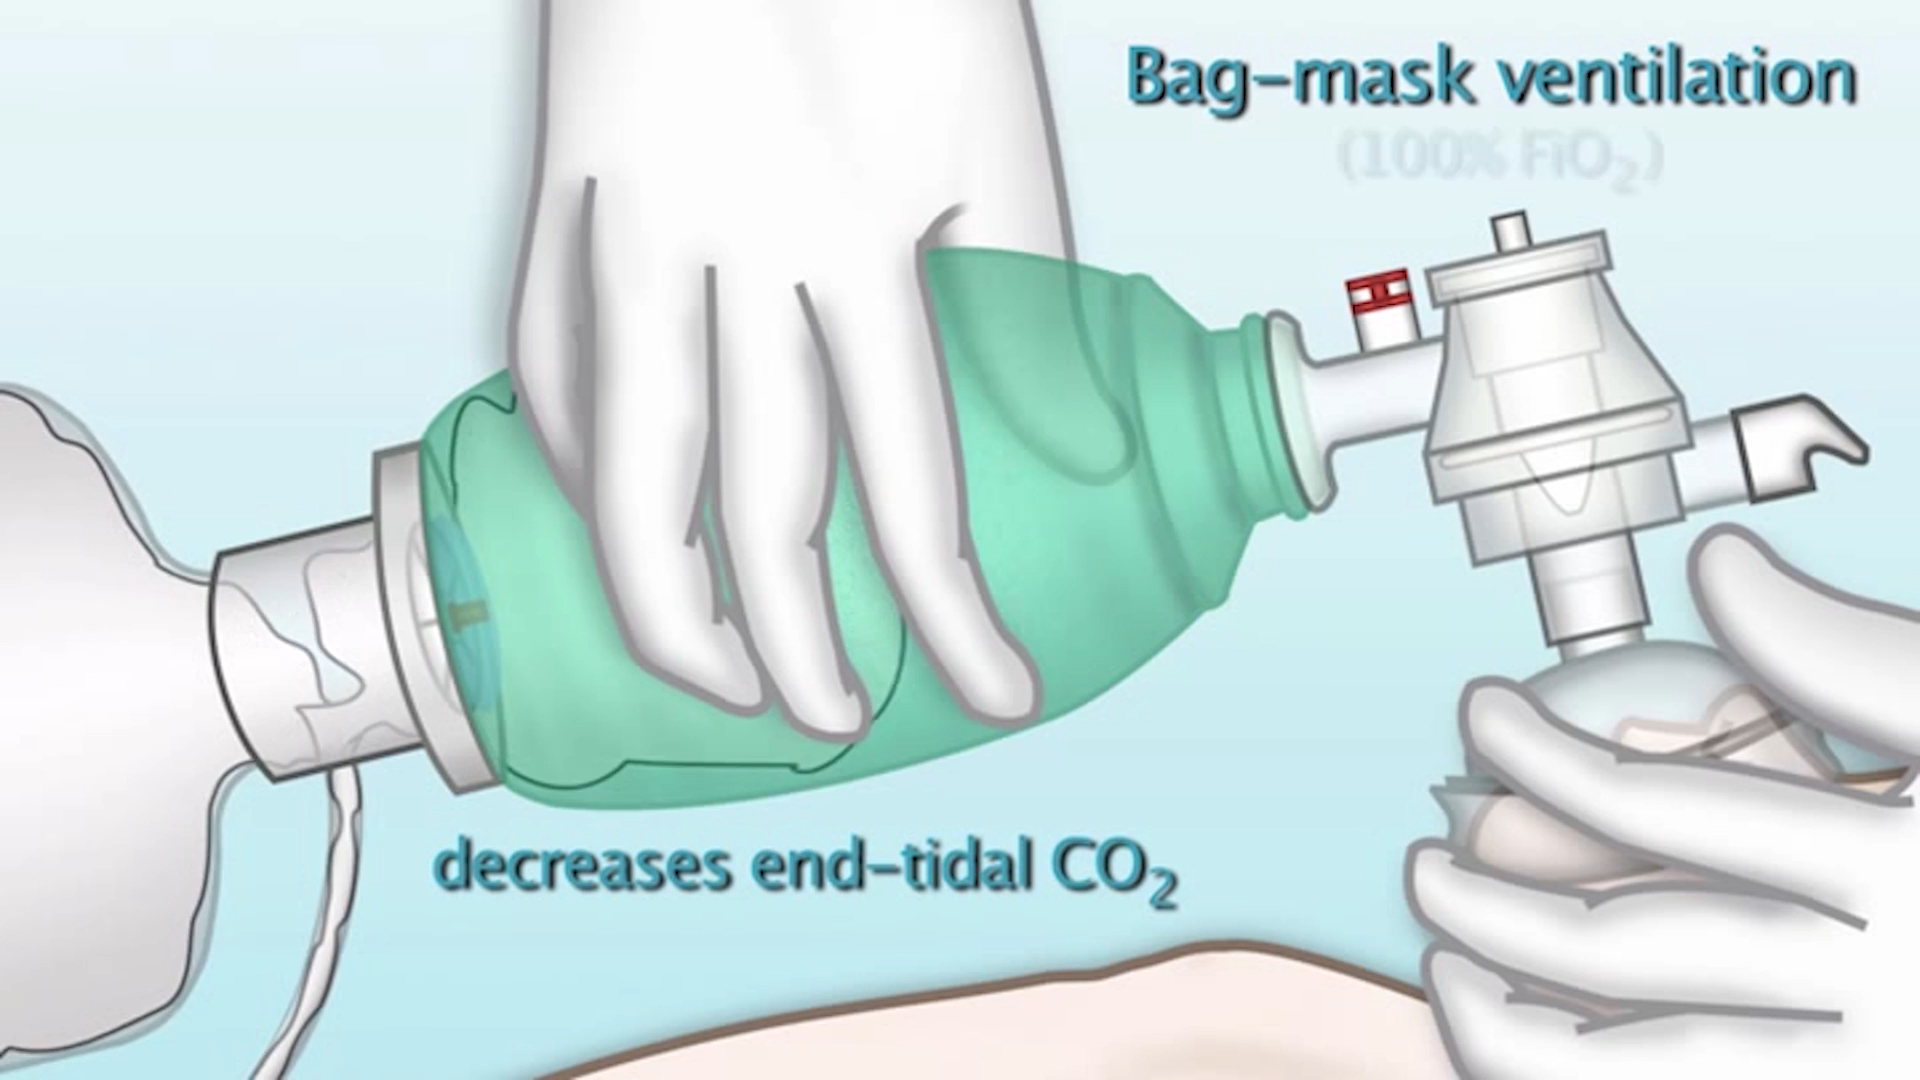 Bag-mask ventilation
(100% FiO₂)
decreases end-tidal CO₂